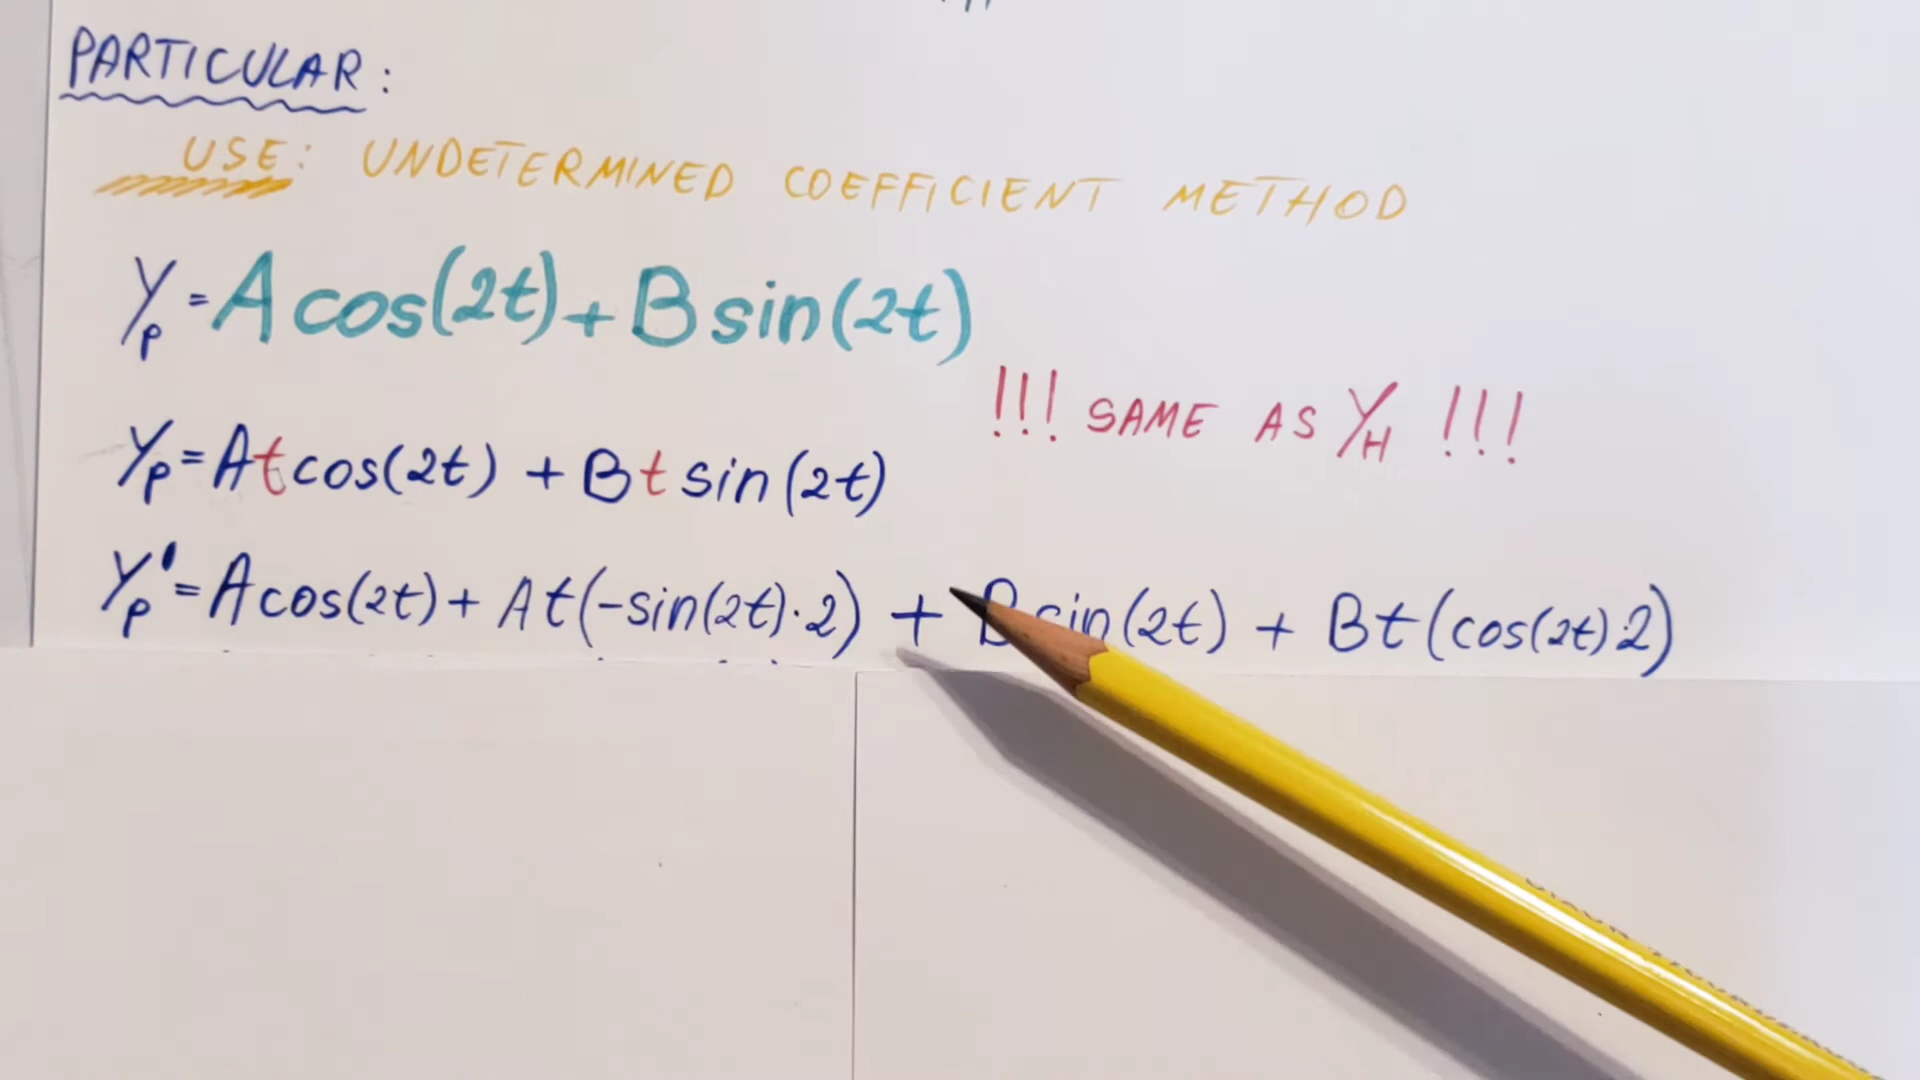 PARTICULAR:
USE: UNDETERMINED COEFFICIENT METHOD
Yp = A cos(2t) + B sin(2t)
!!! SAME AS YH !!!
Yp = At cos(2t) + Bt sin(2t)
Yp' = A cos(2t) + At(-sin(2t)·2) + B sin(2t) + Bt(cos(2t)·2)